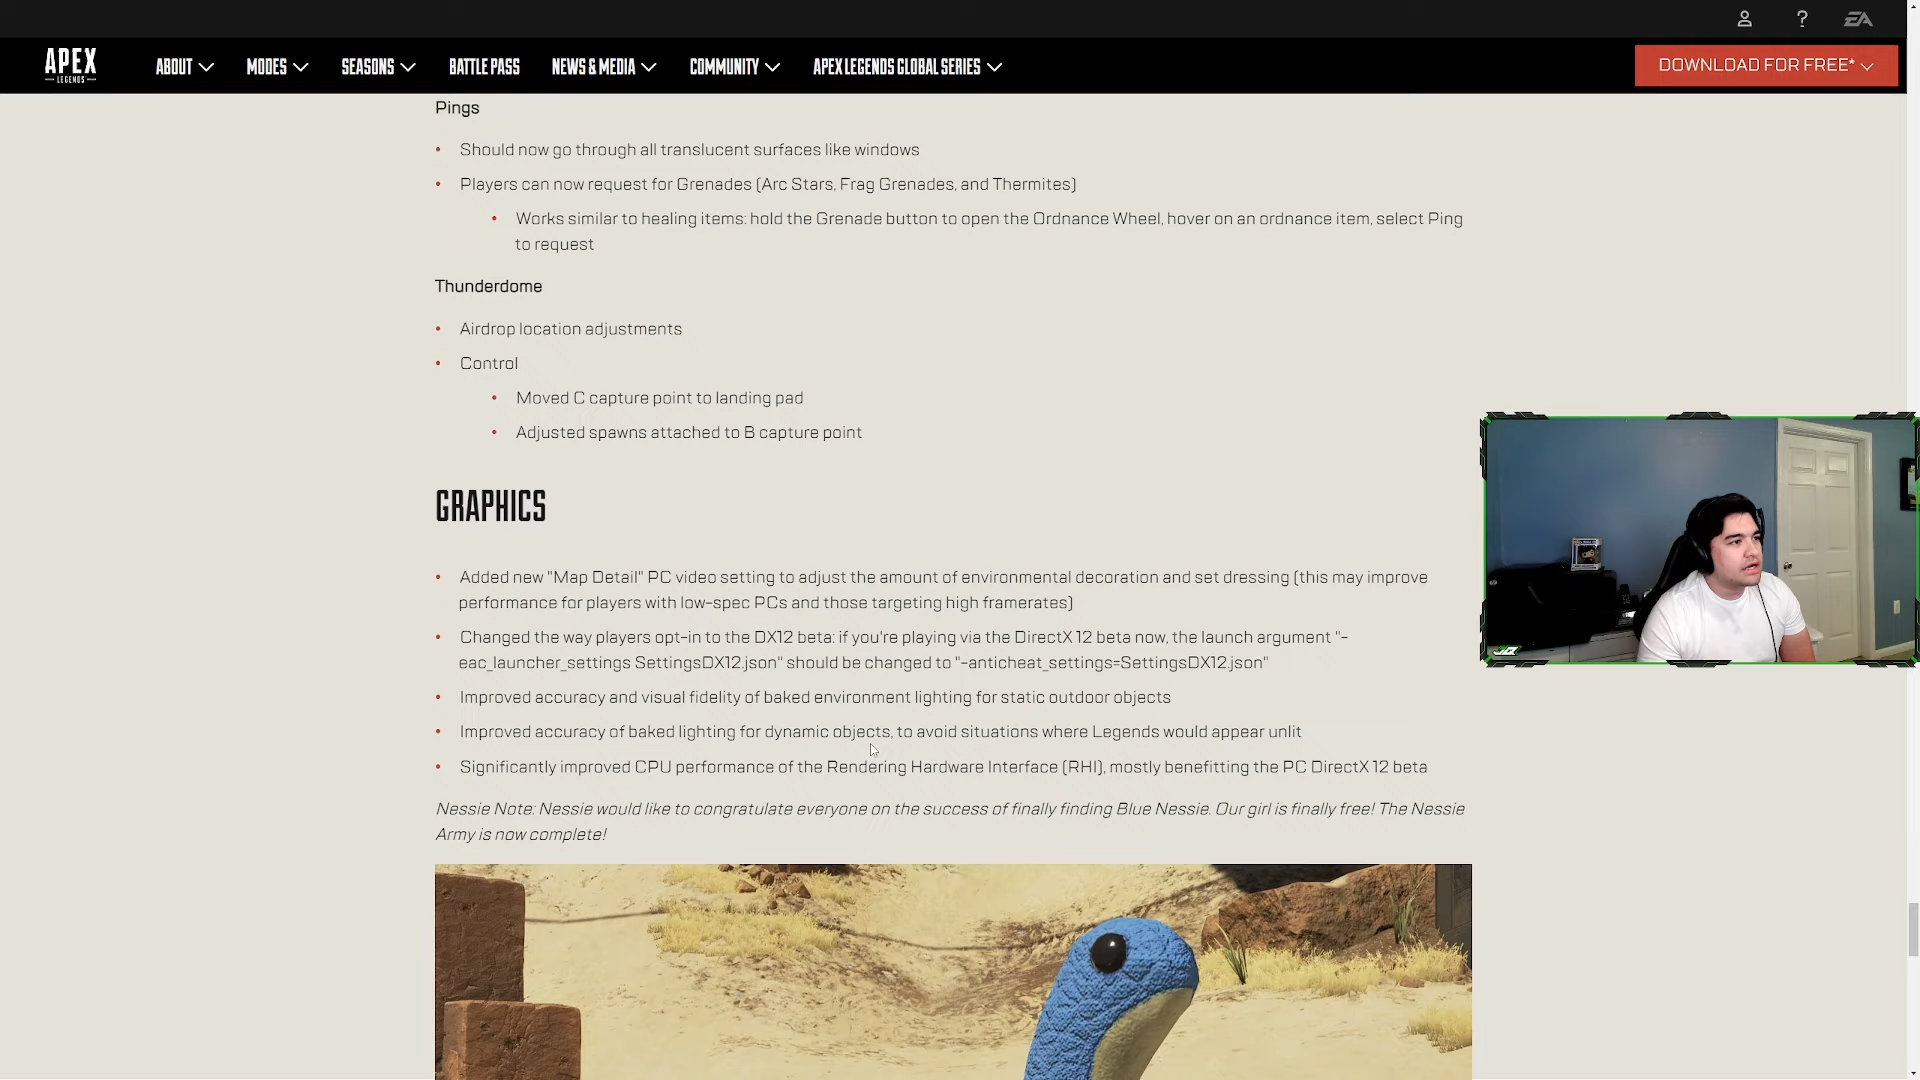 APEX
LEGENDS
ABOUT
MODES
SEASONS
BATTLE PASS
NEWS & MEDIA
COMMUNITY
APEX LEGENDS GLOBAL SERIES
?
EA
DOWNLOAD FOR FREE*
Pings
• Should now go through all translucent surfaces like windows
• Players can now request for Grenades (Arc Stars, Frag Grenades, and Thermites)
• Works similar to healing items: hold the Grenade button to open the Ordnance Wheel, hover on an ordnance item, select Ping
to request
Thunderdome
• Airdrop location adjustments
• Control
• Moved C capture point to landing pad
• Adjusted spawns attached to B capture point
GRAPHICS
• Added new "Map Detail" PC video setting to adjust the amount of environmental decoration and set dressing (this may improve
performance for players with low-spec PCs and those targeting high framerates)
• Changed the way players opt-in to the DX12 beta: if you're playing via the DirectX 12 beta now, the launch argument "-
eac_launcher_settings SettingsDX12.json" should be changed to "-anticheat_settings=SettingsDX12.json"
• Improved accuracy and visual fidelity of baked environment lighting for static outdoor objects
• Improved accuracy of baked lighting for dynamic objects, to avoid situations where Legends would appear unlit
• Significantly improved CPU performance of the Rendering Hardware Interface (RHI), mostly benefitting the PC DirectX 12 beta
Nessie Note: Nessie would like to congratulate everyone on the success of finally finding Blue Nessie. Our girl is finally free! The Nessie
Army is now complete!